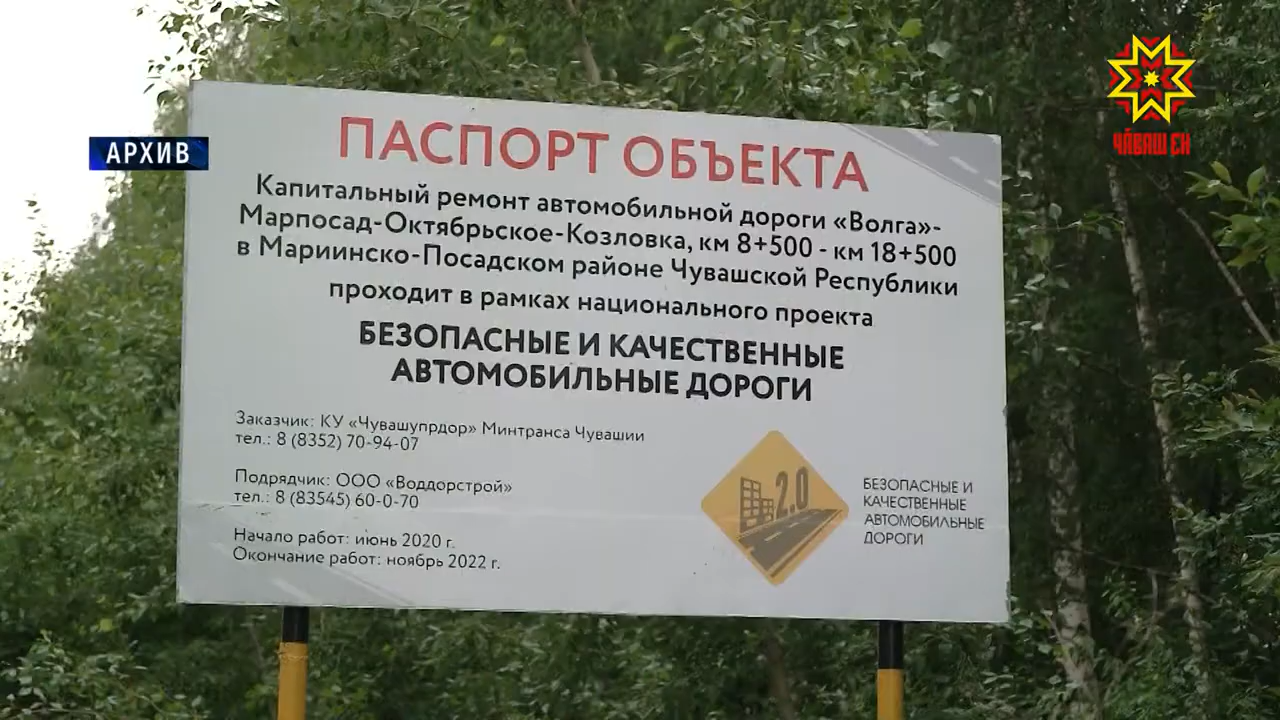 АРХИВ
ЧӐВАШ ЕН
ПАСПОРТ ОБЪЕКТА
Капитальный ремонт автомобильной дороги «Волга»-
Марпосад-Октябрьское-Козловка, км 8+500 - км 18+500
в Мариинско-Посадском районе Чувашской Республики
проходит в рамках национального проекта
БЕЗОПАСНЫЕ И КАЧЕСТВЕННЫЕ
АВТОМОБИЛЬНЫЕ ДОРОГИ
Заказчик: КУ «Чувашупрдор» Минтранса Чувашии
тел.: 8 (8352) 70-94-07
Подрядчик: ООО «Воддорстрой»
тел.: 8 (83545) 60-0-70
Начало работ: июнь 2020 г.
Окончание работ: ноябрь 2022 г.
2.0
БЕЗОПАСНЫЕ И
КАЧЕСТВЕННЫЕ
АВТОМОБИЛЬНЫЕ
ДОРОГИ